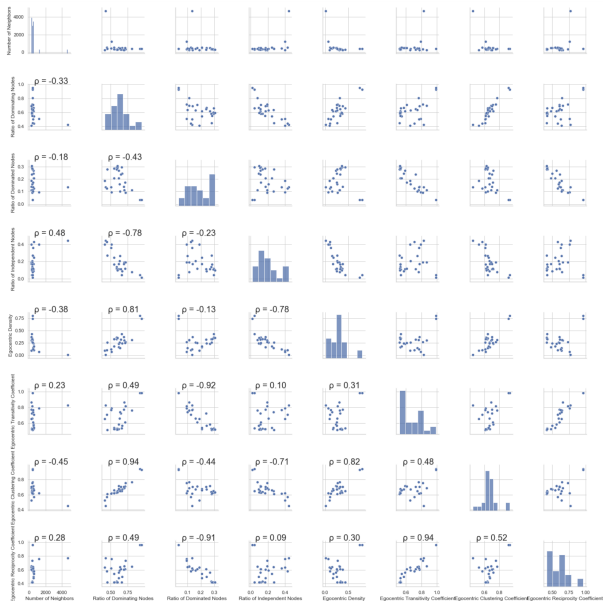 Number of Neighbors
4000
2000
0
ρ = -0.33
Ratio of Dominating Nodes
1.0
0.8
0.6
0.4
ρ = -0.18
ρ = -0.43
Ratio of Dominated Nodes
0.3
0.2
0.1
0.0
ρ = 0.48
ρ = -0.78
ρ = -0.23
Ratio of Independent Nodes
0.4
0.2
0.0
ρ = -0.38
ρ = 0.81
ρ = -0.13
ρ = -0.78
Egocentric Density
0.75
0.50
0.25
0.00
ρ = 0.23
ρ = 0.49
ρ = -0.92
ρ = 0.10
ρ = 0.31
Egocentric Transitivity Coefficient
1.0
0.8
0.6
ρ = -0.45
ρ = 0.94
ρ = -0.44
ρ = -0.71
ρ = 0.82
ρ = 0.48
Egocentric Clustering Coefficient
0.8
0.6
0.4
ρ = 0.28
ρ = 0.49
ρ = -0.91
ρ = 0.09
ρ = 0.30
ρ = 0.94
ρ = 0.52
Egocentric Reciprocity Coefficient
1.0
0.8
0.6
0.4
0 2000 4000
0.50 0.75
0.0 0.1 0.2 0.3
0.0 0.2 0.4
0.0 0.5
0.6 0.8 1.0
0.4 0.6 0.8
0.50 0.75 1.00
Number of Neighbors
Ratio of Dominating Nodes
Ratio of Dominated Nodes
Ratio of Independent Nodes
Egocentric Density
Egocentric Transitivity Coefficient
Egocentric Clustering Coefficient
Egocentric Reciprocity Coefficient